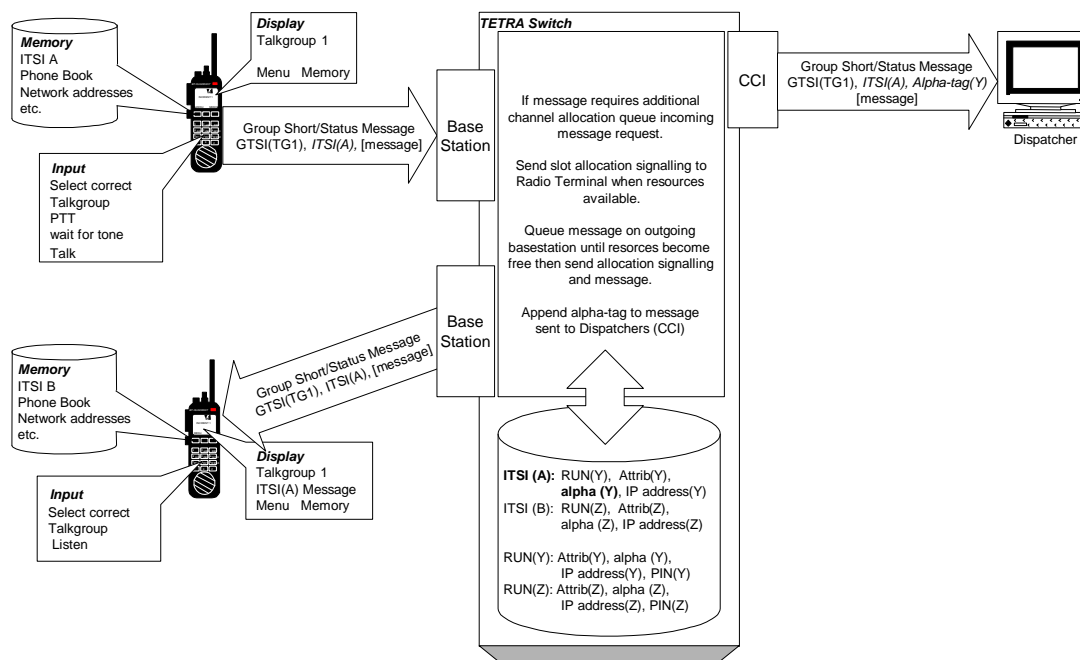 Memory
ITSI A
Phone Book
Network addresses
etc.
Display
Talkgroup 1
Menu Memory
Input
Select correct
Talkgroup
PTT
wait for tone
Talk
Group Short/Status Message
GTSI(TG1), ITSI(A), [message]
Base
Station
TETRA Switch
If message requires additional
channel allocation queue incoming
message request.
Send slot allocation signalling to
Radio Terminal when resources
available.
Queue message on outgoing
basestation until resorces become
free then send allocation signalling
and message.
Append alpha-tag to message
sent to Dispatchers (CCI)
CCI
Group Short/Status Message
GTSI(TG1), ITSI(A), Alpha-tag(Y)
[message]
Dispatcher
Base
Station
Group Short/Status Message
GTSI(TG1), ITSI(A), [message]
Memory
ITSI B
Phone Book
Network addresses
etc.
Input
Select correct
Talkgroup
Listen
Display
Talkgroup 1
ITSI(A) Message
Menu Memory
ITSI (A): RUN(Y), Attrib(Y),
alpha (Y), IP address(Y)
ITSI (B): RUN(Z), Attrib(Z),
alpha (Z), IP address(Z)
RUN(Y): Attrib(Y), alpha (Y),
IP address(Y), PIN(Y)
RUN(Z): Attrib(Z), alpha (Z),
IP address(Z), PIN(Z)